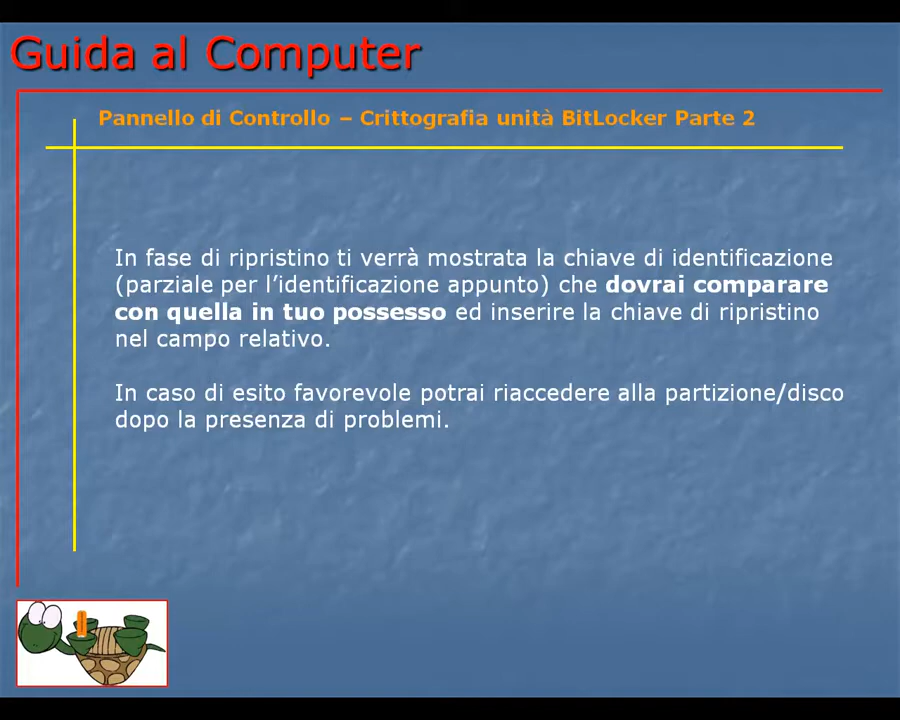 Guida al Computer
Pannello di Controllo – Crittografia unità BitLocker Parte 2
In fase di ripristino ti verrà mostrata la chiave di identificazione
(parziale per l’identificazione appunto) che dovrai comparare
con quella in tuo possesso ed inserire la chiave di ripristino
nel campo relativo.
In caso di esito favorevole potrai riaccedere alla partizione/disco
dopo la presenza di problemi.